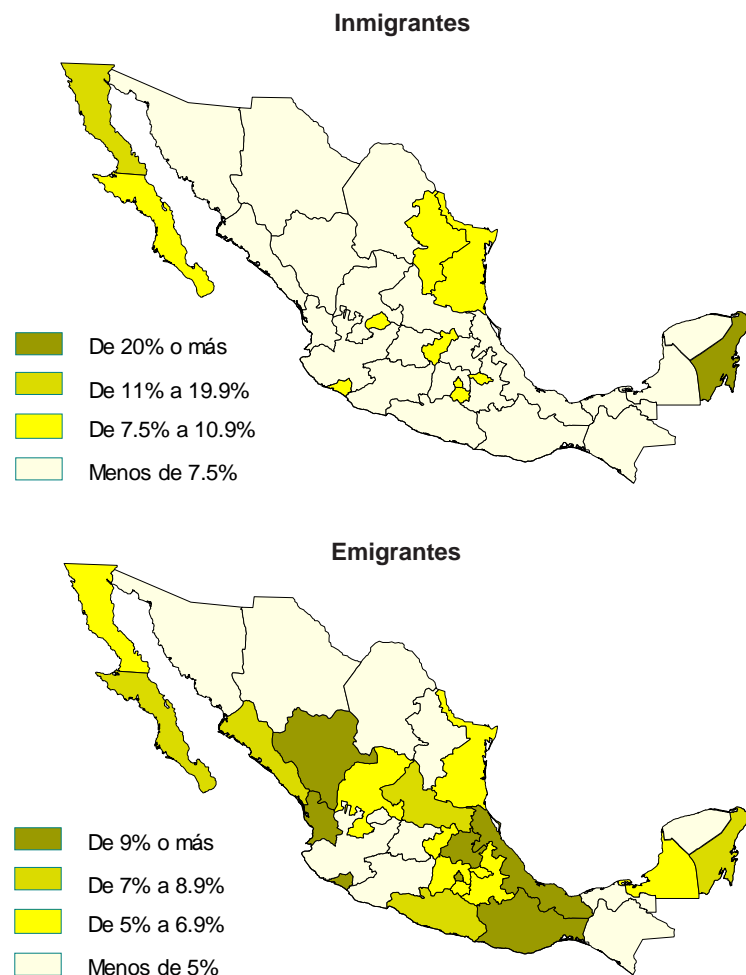 Inmigrantes
De 20% o más
De 11% a 19.9%
De 7.5% a 10.9%
Menos de 7.5%
Emigrantes
De 9% o más
De 7% a 8.9%
De 5% a 6.9%
Menos de 5%